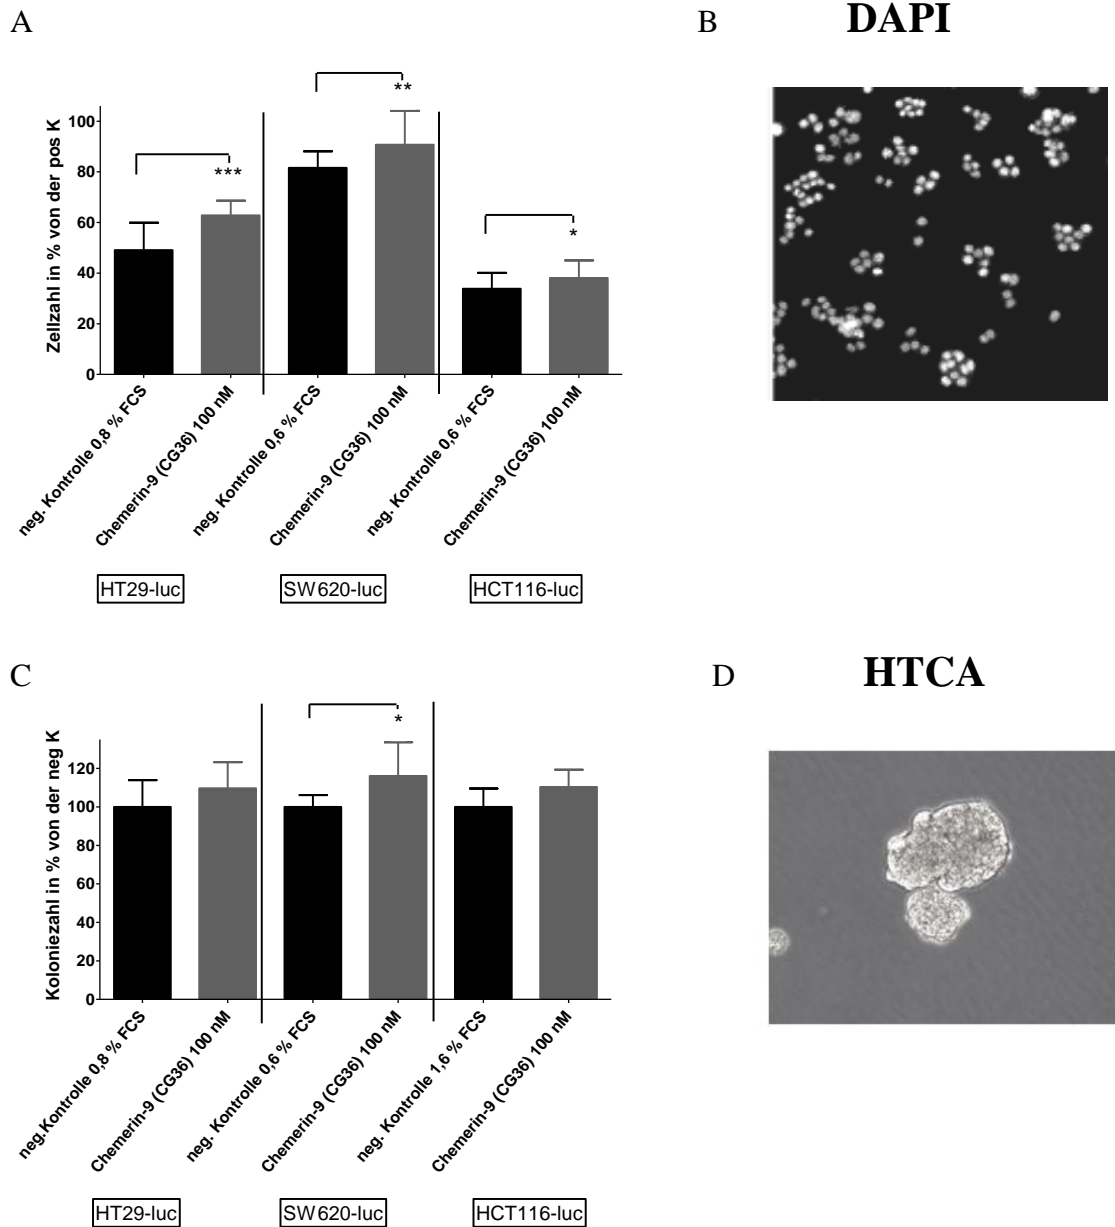 A
B
DAPI
Zellzahl in % von der pos K
100
80
60
40
20
0
***
**
*
neg. Kontrolle 0,8 % FCS
Chemerin-9 (CG36) 100 nM
neg. Kontrolle 0,6 % FCS
Chemerin-9 (CG36) 100 nM
neg. Kontrolle 0,6 % FCS
Chemerin-9 (CG36) 100 nM
HT29-luc
SW620-luc
HCT116-luc
C
D
HTCA
Koloniezahl in % von der neg K
120
100
80
60
40
20
0
*
neg.Kontrolle 0,8 % FCS
Chemerin-9 (CG36) 100 nM
neg. Kontrolle 0,6 % FCS
Chemerin-9 (CG36) 100 nM
neg. Kontrolle 1,6 % FCS
Chemerin-9 (CG36) 100 nM
HT29-luc
SW620-luc
HCT116-luc